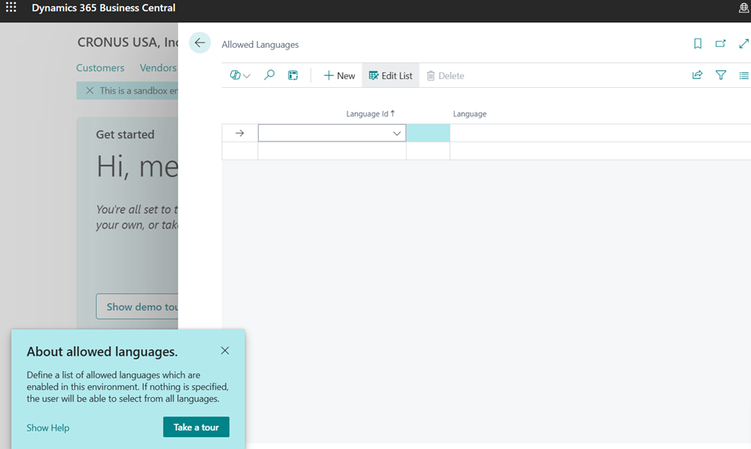 Dynamics 365 Business Central
CRONUS USA, Inc
Customers Vendors
This is a sandbox en
Get started
Hi, me
You're all set to t
your own, or take
Show demo tou
Allowed Languages
New Edit List Delete
Language Id ↑ Language
About allowed languages.
Define a list of allowed languages which are
enabled in this environment. If nothing is specified,
the user will be able to select from all languages.
Show Help Take a tour